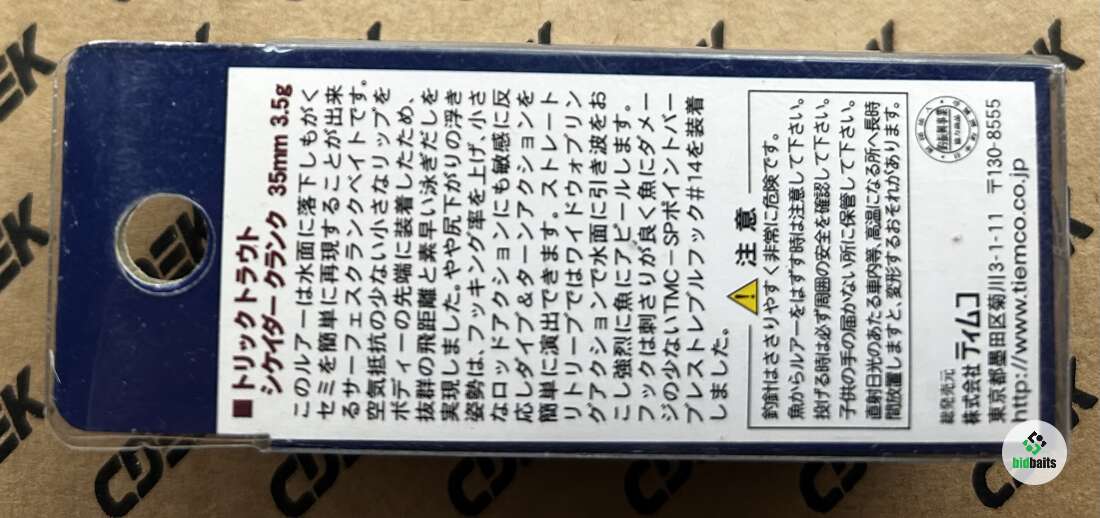 ■ トリックトラウト
シケイダークランク 35mm 3.5g
このルアーは水面に落下しもがく
セミを簡単に再現することが出来
るサーフェスクランクベイトです。
空気抵抗の少ない小さなリップを
ボディーの先端に装着したため、
抜群の飛距離と素早い泳ぎだしを
実現しました。やや尻下がりの浮き
姿勢は、フッキング率を上げ、小さ
なロッドアクションにも敏感に反
応しダイブ&ターンアクションを
簡単に演出できます。ストレート
リトリーブではワイドウォブリン
グアクションで水面に引き波をお
こし強烈に魚にアピールします。
フックは刺さりが良く魚にダメー
ジの少ないTMC-SPポイントバー
ブレストレブルフック#14を装着
しました。
注意
釣針はささりやすく非常に危険です。
魚からルアーをはずす時は注意して下さい。
投げる時は必ず周囲の安全を確認して下さい。
子供の手の届かない所に保管して下さい。
直射日光のあたる車内等、高温になる所へ長時
間放置しますと、変形するおそれがあります。
総発売元
株式会社 ティムコ
東京都墨田区菊川3-1-11 〒130-8555
http://www.tiemco.co.jp
CDEK
CDEK
CDEK
CDEK
bidbaits